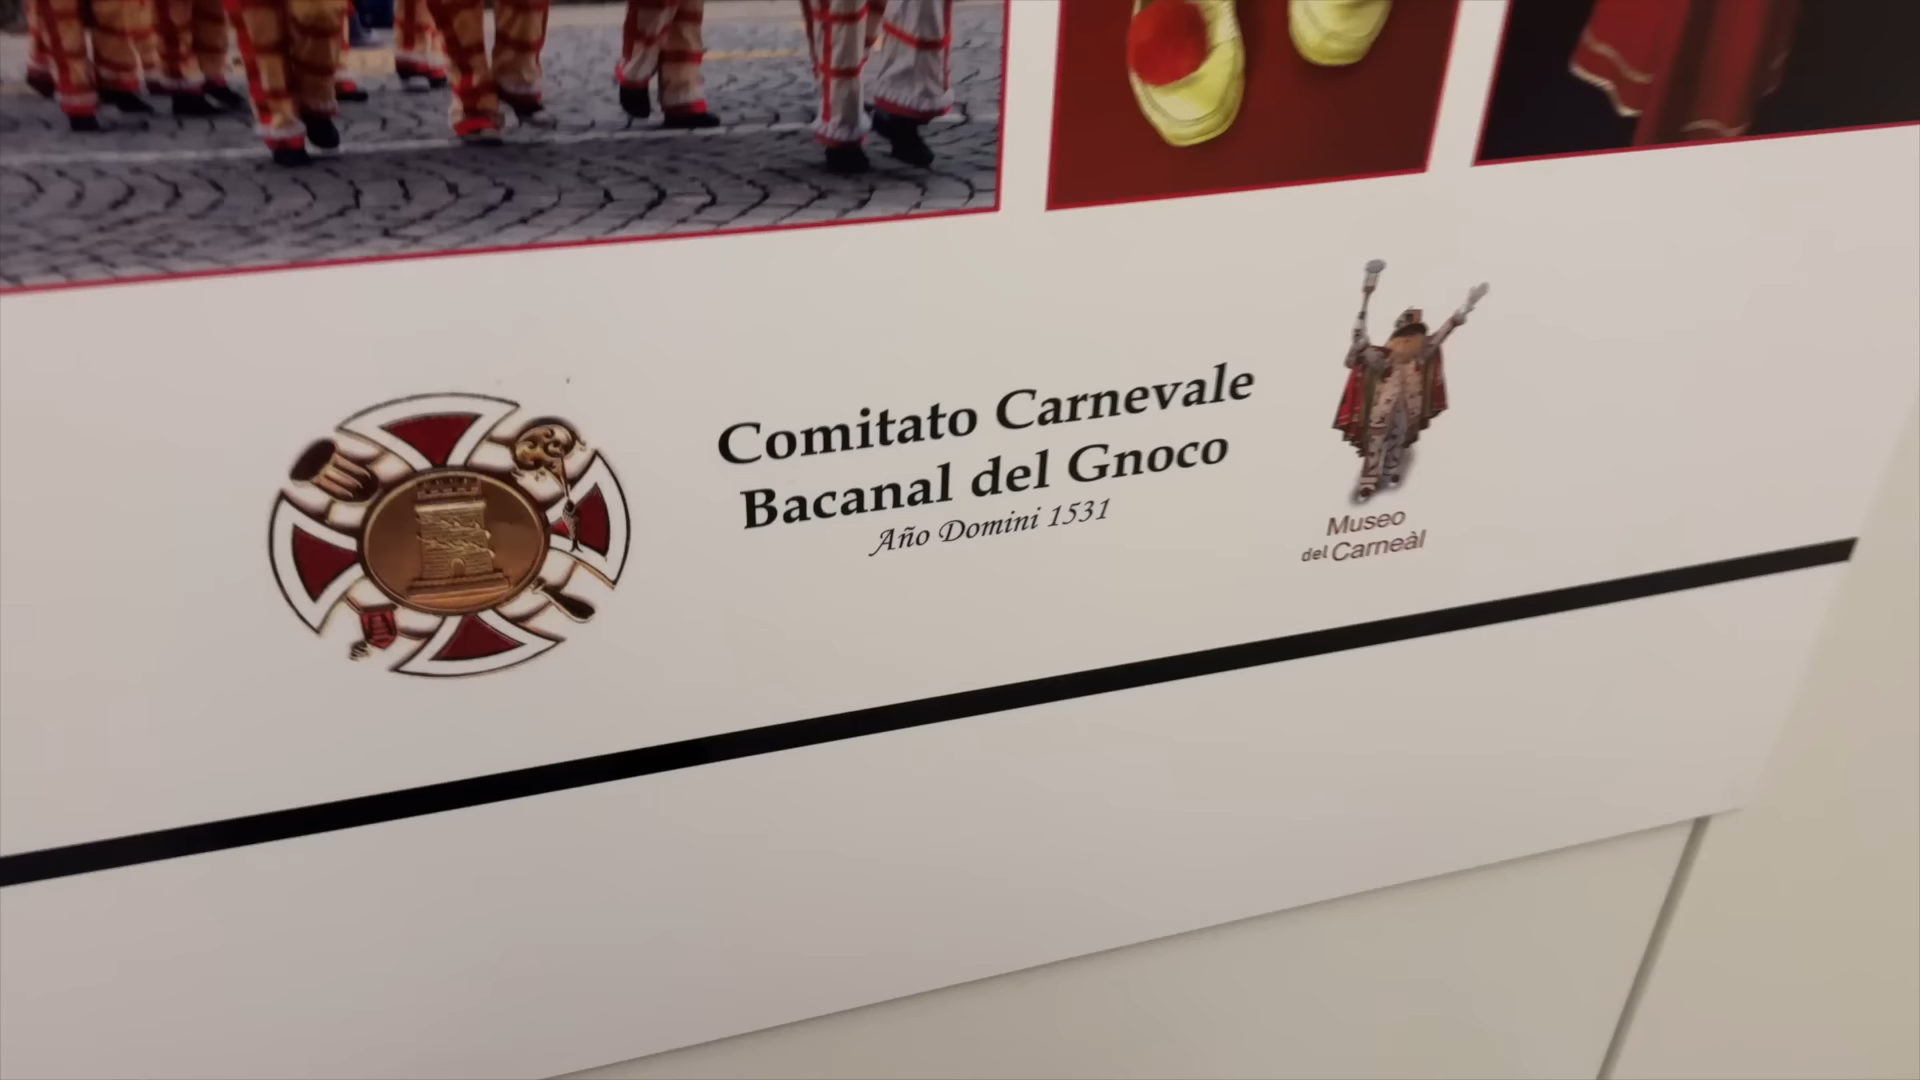 Comitato Carnevale
Bacanal del Gnoco
Año Domini 1531
Museo
del Carneàl